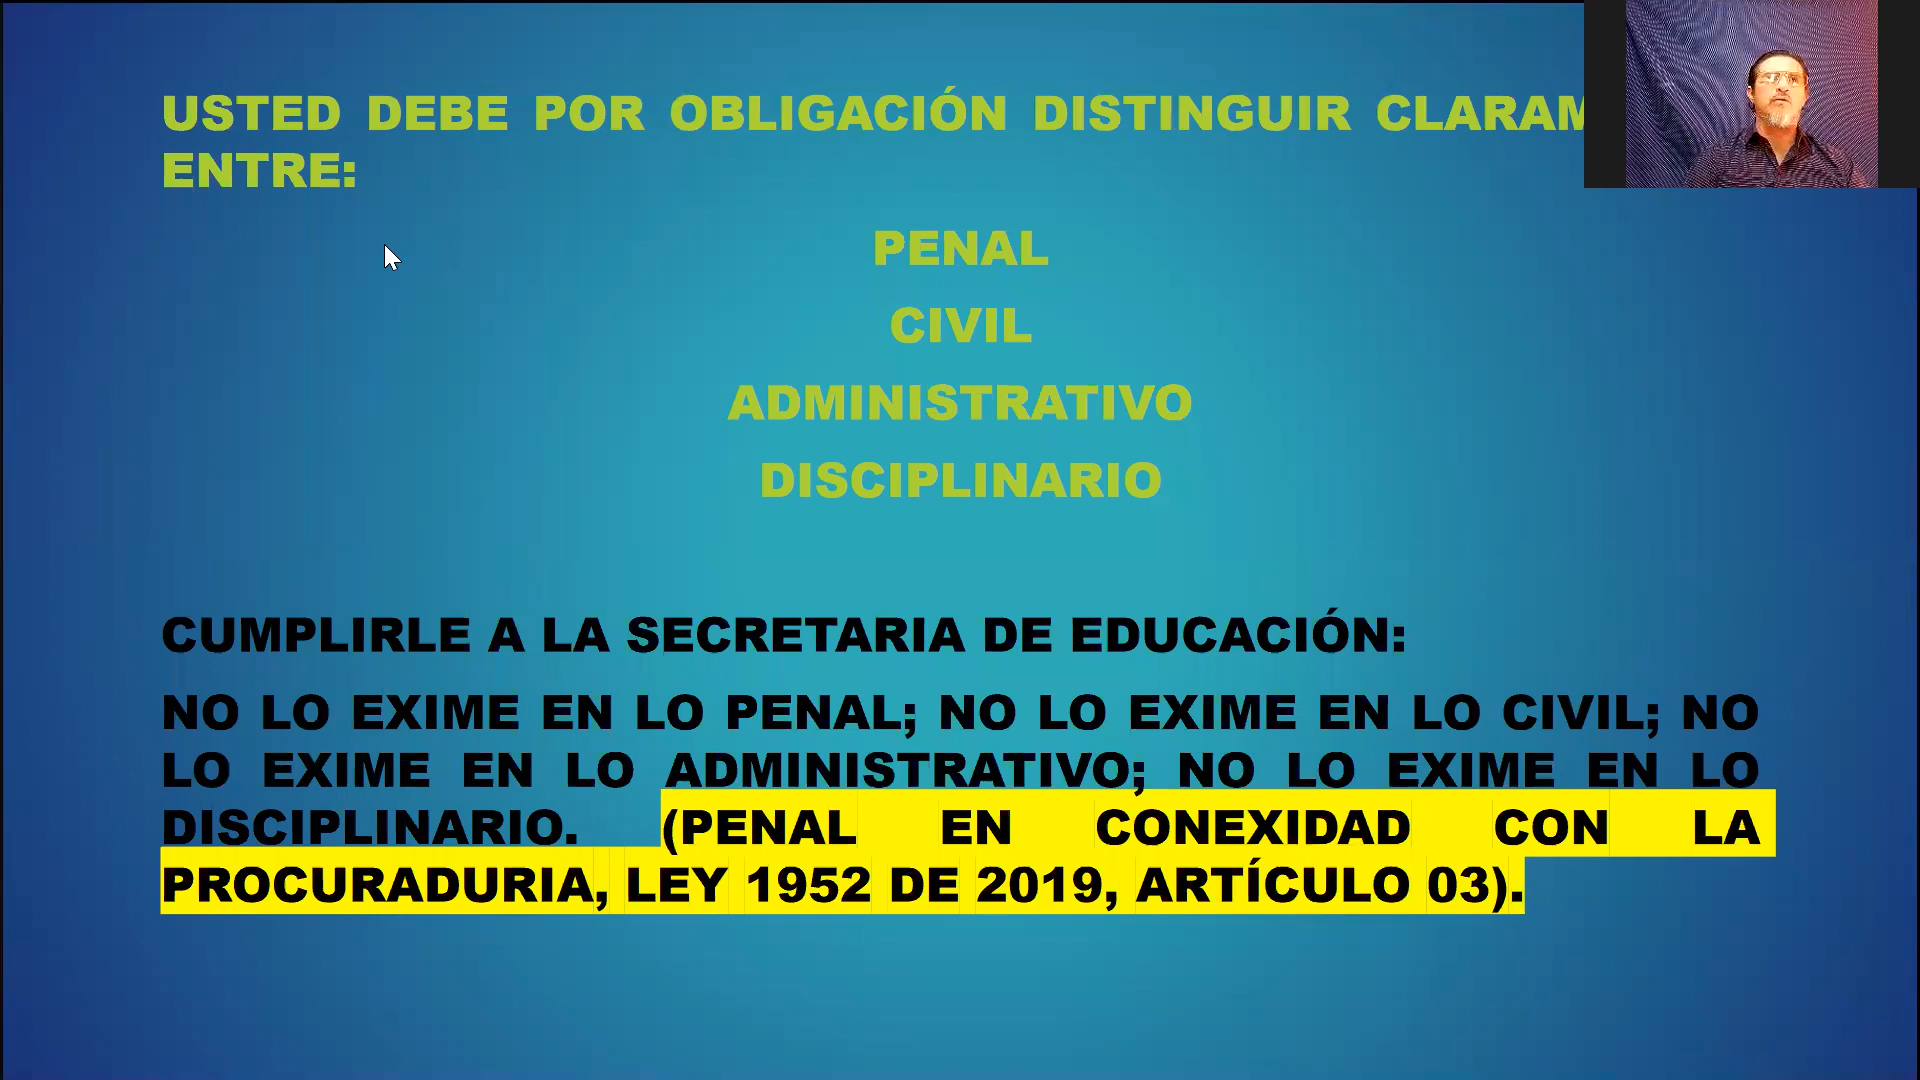 USTED DEBE POR OBLIGACIÓN DISTINGUIR CLARAM
ENTRE:
PENAL
CIVIL
ADMINISTRATIVO
DISCIPLINARIO
CUMPLIRLE A LA SECRETARIA DE EDUCACIÓN:
NO LO EXIME EN LO PENAL; NO LO EXIME EN LO CIVIL; NO
LO EXIME EN LO ADMINISTRATIVO; NO LO EXIME EN LO
DISCIPLINARIO. (PENAL EN CONEXIDAD CON LA
PROCURADURIA, LEY 1952 DE 2019, ARTÍCULO 03).